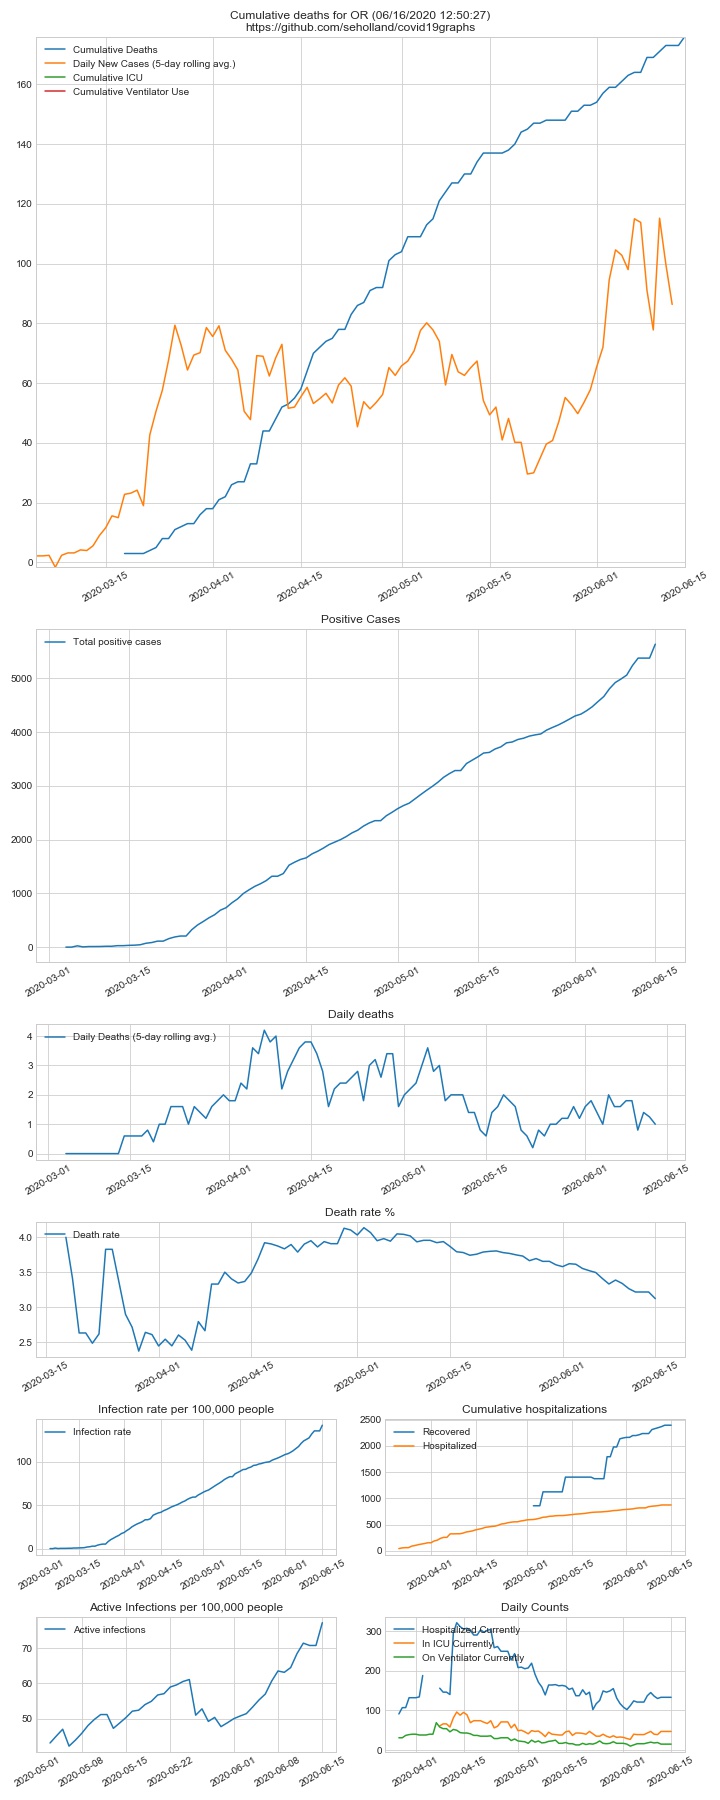 Cumulative deaths for OR (06/16/2020 12:50:27)
https://github.com/seholland/covid19graphs
Cumulative Deaths
Daily New Cases (5-day rolling avg.)
Cumulative ICU
Cumulative Ventilator Use
160
140
120
100
80
60
40
20
0
2020-03-15 2020-04-01 2020-04-15 2020-05-01 2020-05-15 2020-06-01 2020-06-15
Positive Cases
Total positive cases
5000
4000
3000
2000
1000
0
2020-03-01 2020-03-15 2020-04-01 2020-04-15 2020-05-01 2020-05-15 2020-06-01 2020-06-15
Daily deaths
Daily Deaths (5-day rolling avg.)
4
3
2
1
0
2020-03-01 2020-03-15 2020-04-01 2020-04-15 2020-05-01 2020-05-15 2020-06-01 2020-06-15
Death rate %
Death rate
4.0
3.5
3.0
2.5
2020-03-15 2020-04-01 2020-04-15 2020-05-01 2020-05-15 2020-06-01 2020-06-15
Infection rate per 100,000 people
Infection rate
100
50
0
2020-03-01 2020-03-15 2020-04-01 2020-04-15 2020-05-01 2020-05-15 2020-06-01 2020-06-15
Cumulative hospitalizations
Recovered
Hospitalized
2500
2000
1500
1000
500
0
2020-04-01 2020-04-15 2020-05-01 2020-05-15 2020-06-01 2020-06-15
Active Infections per 100,000 people
Active infections
70
60
50
2020-05-01 2020-05-08 2020-05-15 2020-05-22 2020-06-01 2020-06-08 2020-06-15
Daily Counts
Hospitalized Currently
In ICU Currently
On Ventilator Currently
300
200
100
0
2020-04-01 2020-04-15 2020-05-01 2020-05-15 2020-06-01 2020-06-15